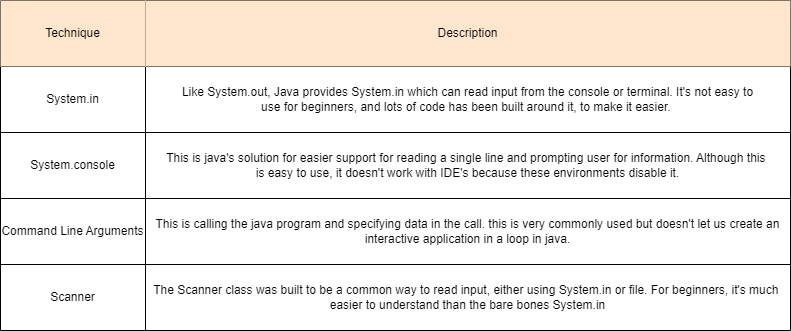 Technique
Description
System.in
Like System.out, Java provides System.in which can read input from the console or terminal. It's not easy to
use for beginners, and lots of code has been built around it, to make it easier.
System.console
This is java's solution for easier support for reading a single line and prompting user for information. Although this
is easy to use, it doesn't work with IDE's because these environments disable it.
Command Line Arguments
This is calling the java program and specifying data in the call. this is very commonly used but doesn't let us create an
interactive application in a loop in java.
Scanner
The Scanner class was built to be a common way to read input, either using System.in or file. For beginners, it's much
easier to understand than the bare bones System.in